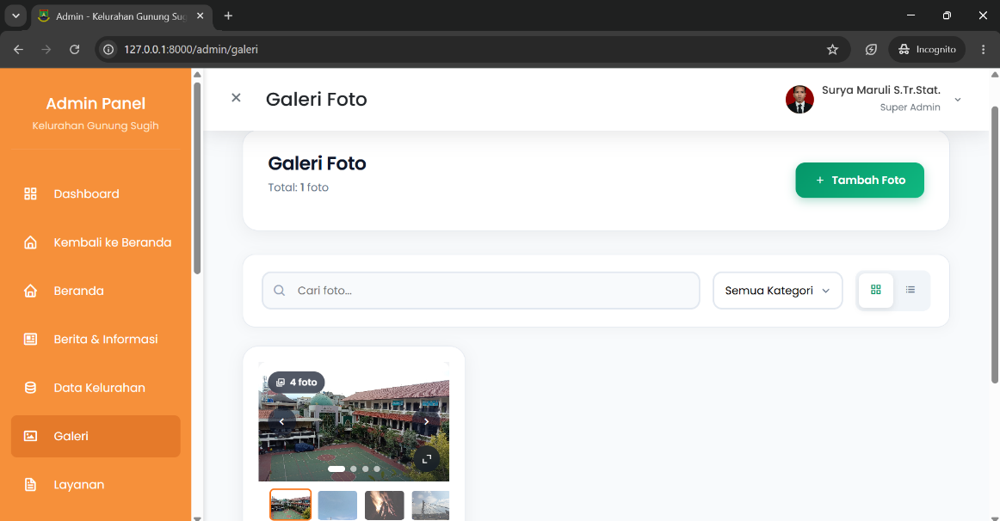 Admin - Kelurahan Gunung Sug
127.0.0.1:8000/admin/galeri
Incognito
Admin Panel
Kelurahan Gunung Sugih
Dashboard
Kembali ke Beranda
Beranda
Berita & Informasi
Data Kelurahan
Galeri
Layanan
Galeri Foto
Surya Maruli S.Tr.Stat.
Super Admin
Galeri Foto
Total: 1 foto
+ Tambah Foto
Cari foto...
Semua Kategori
4 foto